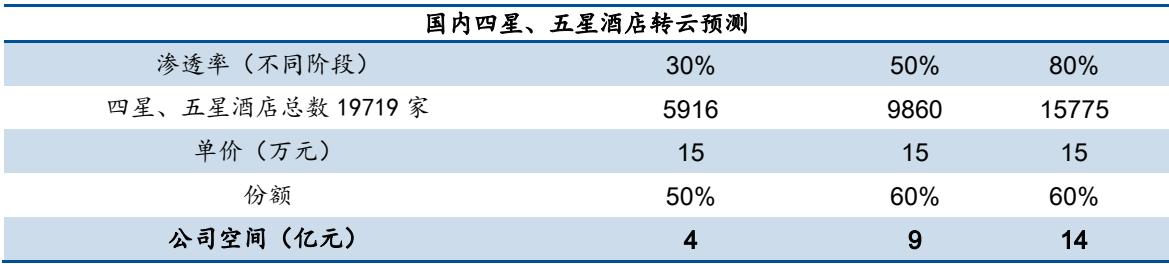 国内四星、五星酒店转云预测
渗透率（不同阶段） 30% 50% 80%
四星、五星酒店总数 19719 家 5916 9860 15775
单价（万元） 15 15 15
份额 50% 60% 60%
公司空间（亿元） 4 9 14